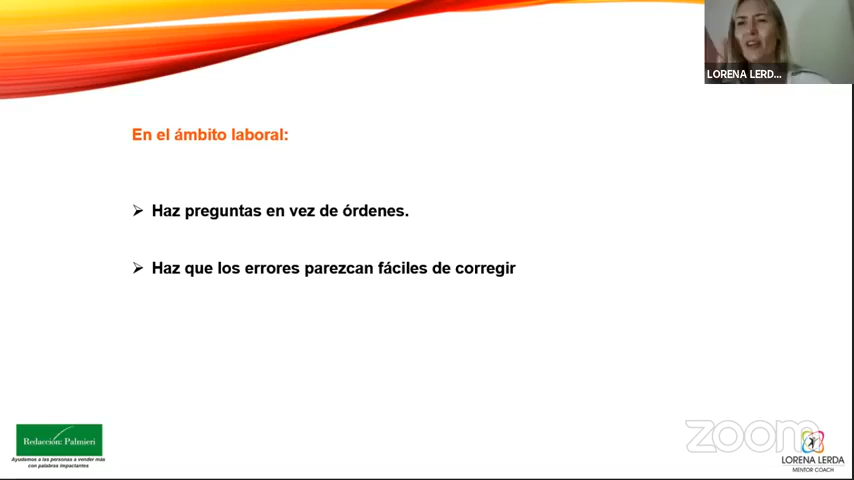 LORENA LERD...
En el ámbito laboral:
➢ Haz preguntas en vez de órdenes.
➢ Haz que los errores parezcan fáciles de corregir
Redacción: Palmieri
Ayudamos a las personas a vender más
con palabras impactantes
zoom
LORENA LERDA
MENTOR COACH